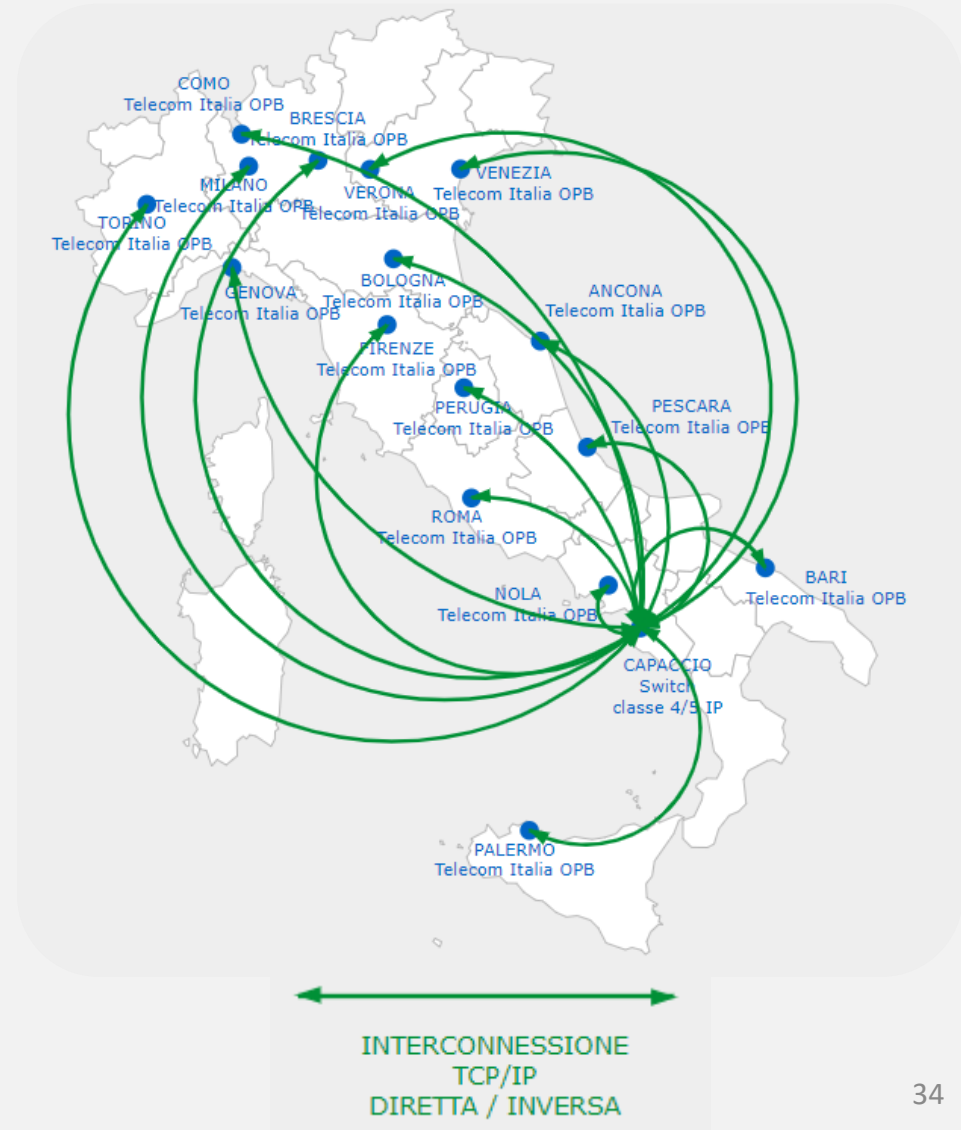 COMO
Telecom Italia OPB
BRESCIA
Telecom Italia OPB
MILANO
Telecom Italia OPB
VERONA
Telecom Italia OPB
VENEZIA
Telecom Italia OPB
TORINO
Telecom Italia OPB
GENOVA
Telecom Italia OPB
BOLOGNA
Telecom Italia OPB
ANCONA
Telecom Italia OPB
FIRENZE
Telecom Italia OPB
PERUGIA
Telecom Italia OPB
PESCARA
Telecom Italia OPB
ROMA
Telecom Italia OPB
NOLA
Telecom Italia OPB
BARI
Telecom Italia OPB
CAPACCIO
Switch
classe 4/5 IP
PALERMO
Telecom Italia OPB
INTERCONNESSIONE
TCP/IP
DIRETTA / INVERSA
34